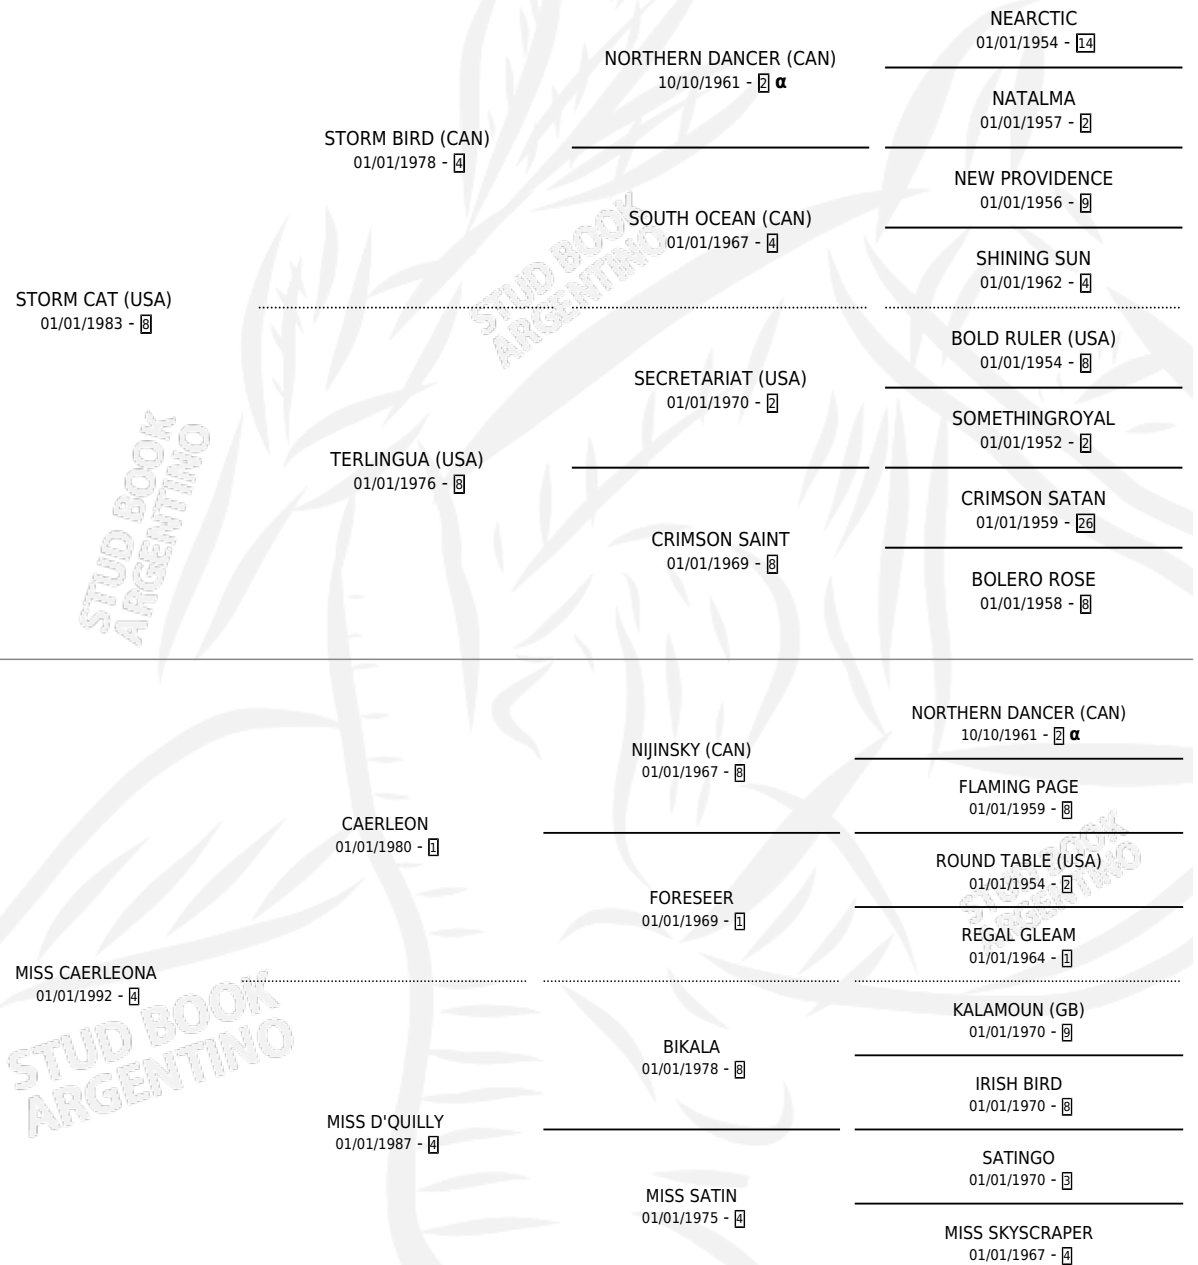 NEARCTIC
01/01/1954 - 14
NORTHERN DANCER (CAN)
10/10/1961 - 2 α
NATALMA
01/01/1957 - 2
STORM BIRD (CAN)
01/01/1978 - 4
NEW PROVIDENCE
01/01/1956 - 9
SOUTH OCEAN (CAN)
01/01/1967 - 4
SHINING SUN
01/01/1962 - 4
STORM CAT (USA)
01/01/1983 - 8
BOLD RULER (USA)
01/01/1954 - 8
SECRETARIAT (USA)
01/01/1970 - 2
SOMETHINGROYAL
01/01/1952 - 2
TERLINGUA (USA)
01/01/1976 - 8
CRIMSON SATAN
01/01/1959 - 26
CRIMSON SAINT
01/01/1969 - 8
BOLERO ROSE
01/01/1958 - 8
NORTHERN DANCER (CAN)
10/10/1961 - 2 α
NIJINSKY (CAN)
01/01/1967 - 8
FLAMING PAGE
01/01/1959 - 8
CAERLEON
01/01/1980 - 1
ROUND TABLE (USA)
01/01/1954 - 2
FORESEER
01/01/1969 - 1
REGAL GLEAM
01/01/1964 - 1
MISS CAERLEONA
01/01/1992 - 4
KALAMOUN (GB)
01/01/1970 - 9
BIKALA
01/01/1978 - 8
IRISH BIRD
01/01/1970 - 8
MISS D'QUILLY
01/01/1987 - 4
SATINGO
01/01/1970 - 3
MISS SATIN
01/01/1975 - 4
MISS SKYSCRAPER
01/01/1967 - 4
STUD BOOK
ARGENTINO
STUD BOOK
ARGENTINO
STUD BOOK
ARGENTINO
STUD BOOK
ARGENTINO